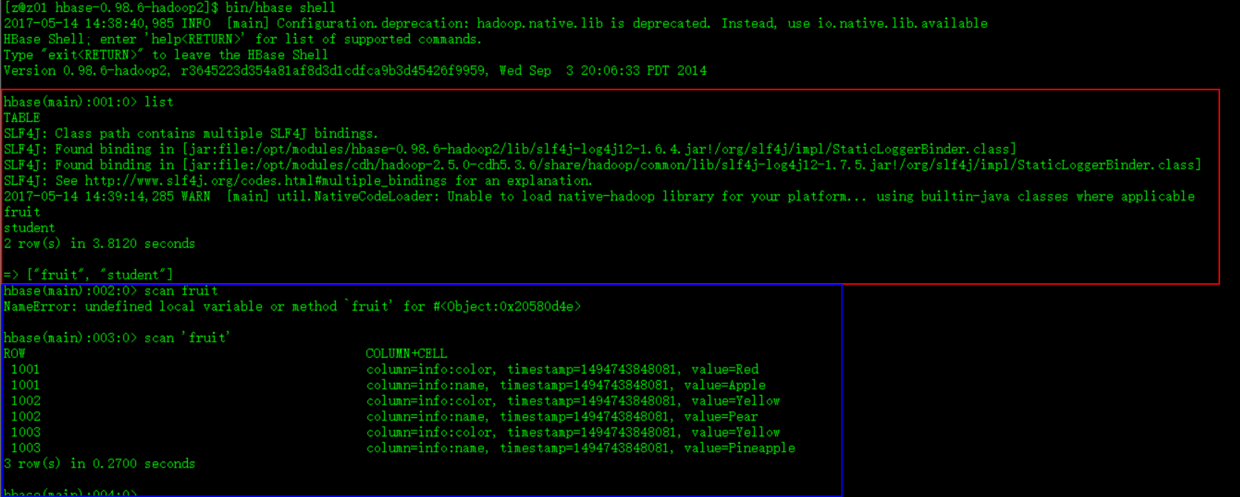 [z@z01 hbase-0.98.6-hadoop2]$ bin/hbase shell
2017-05-14 14:38:40,985 INFO  [main] Configuration.deprecation: hadoop.native.lib is deprecated. Instead, use io.native.lib.available
HBase Shell; enter 'help<RETURN>' for list of supported commands.
Type "exit<RETURN>" to leave the HBase Shell
Version 0.98.6-hadoop2, r3645223d354a81af8d3d1cdfca9b3d45426f9959, Wed Sep  3 20:06:33 PDT 2014
hbase(main):001:0> list
TABLE
SLF4J: Class path contains multiple SLF4J bindings.
SLF4J: Found binding in [jar:file:/opt/modules/hbase-0.98.6-hadoop2/lib/slf4j-log4j12-1.6.4.jar!/org/slf4j/impl/StaticLoggerBinder.class]
SLF4J: Found binding in [jar:file:/opt/modules/cdh/hadoop-2.5.0-cdh5.3.6/share/hadoop/common/lib/slf4j-log4j12-1.7.5.jar!/org/slf4j/impl/StaticLoggerBinder.class]
SLF4J: See http://www.slf4j.org/codes.html#multiple_bindings for an explanation.
2017-05-14 14:39:14,285 WARN  [main] util.NativeCodeLoader: Unable to load native-hadoop library for your platform... using builtin-java classes where applicable
fruit
student
2 row(s) in 3.8120 seconds
=> ["fruit", "student"]
hbase(main):002:0> scan fruit
NameError: undefined local variable or method `fruit' for #<Object:0x20580d4e>
hbase(main):003:0> scan 'fruit'
ROW COLUMN+CELL
1001 column=info:color, timestamp=1494743848081, value=Red
1001 column=info:name, timestamp=1494743848081, value=Apple
1002 column=info:color, timestamp=1494743848081, value=Yellow
1002 column=info:name, timestamp=1494743848081, value=Pear
1003 column=info:color, timestamp=1494743848081, value=Yellow
1003 column=info:name, timestamp=1494743848081, value=Pineapple
3 row(s) in 0.2700 seconds
hbase(main):004:0>